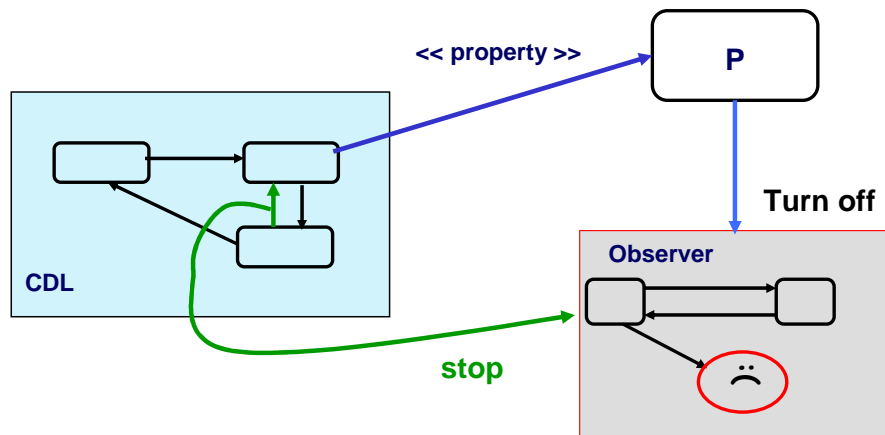 << property >>
P
Turn off
Observer
CDL
stop